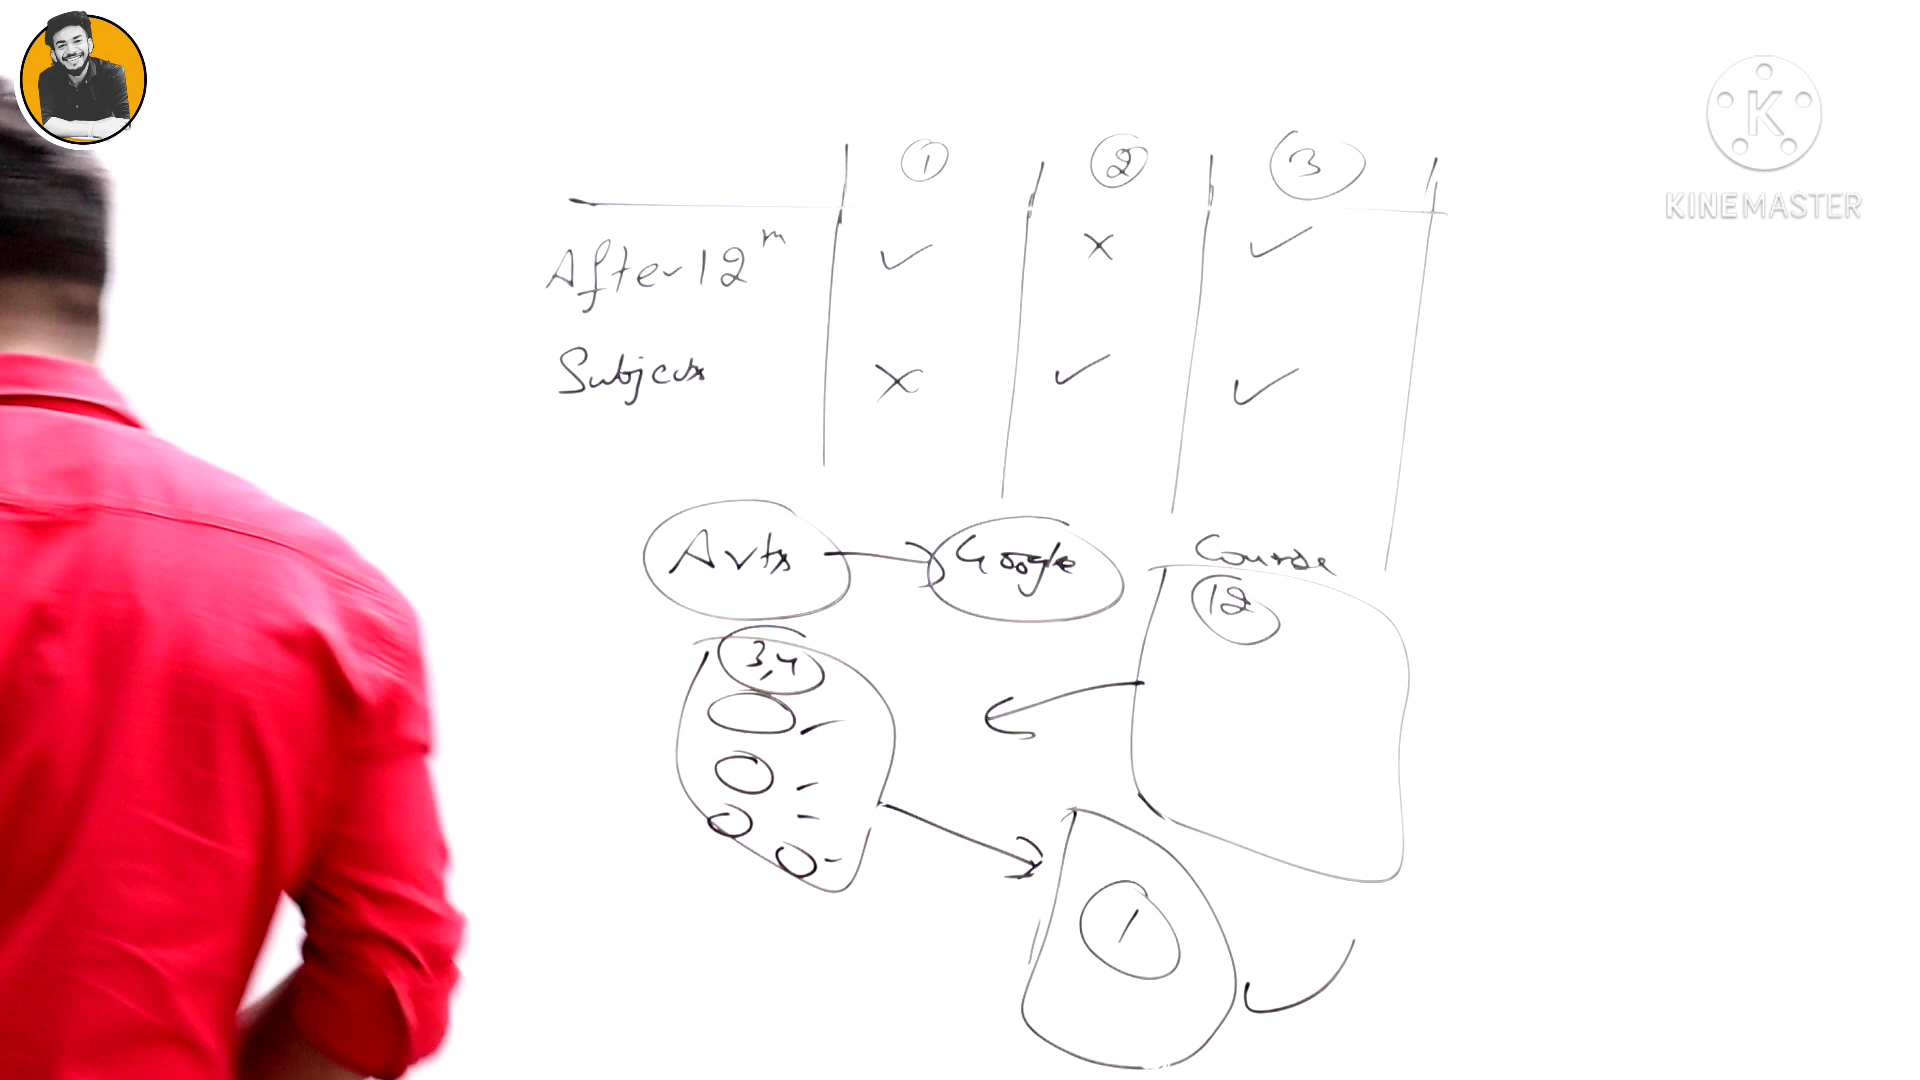 ① ② ③
After 12th ✓ × ✓
Subjects × ✓ ✓
Arts → Google Course
12
3,4
1
K
KINEMASTER